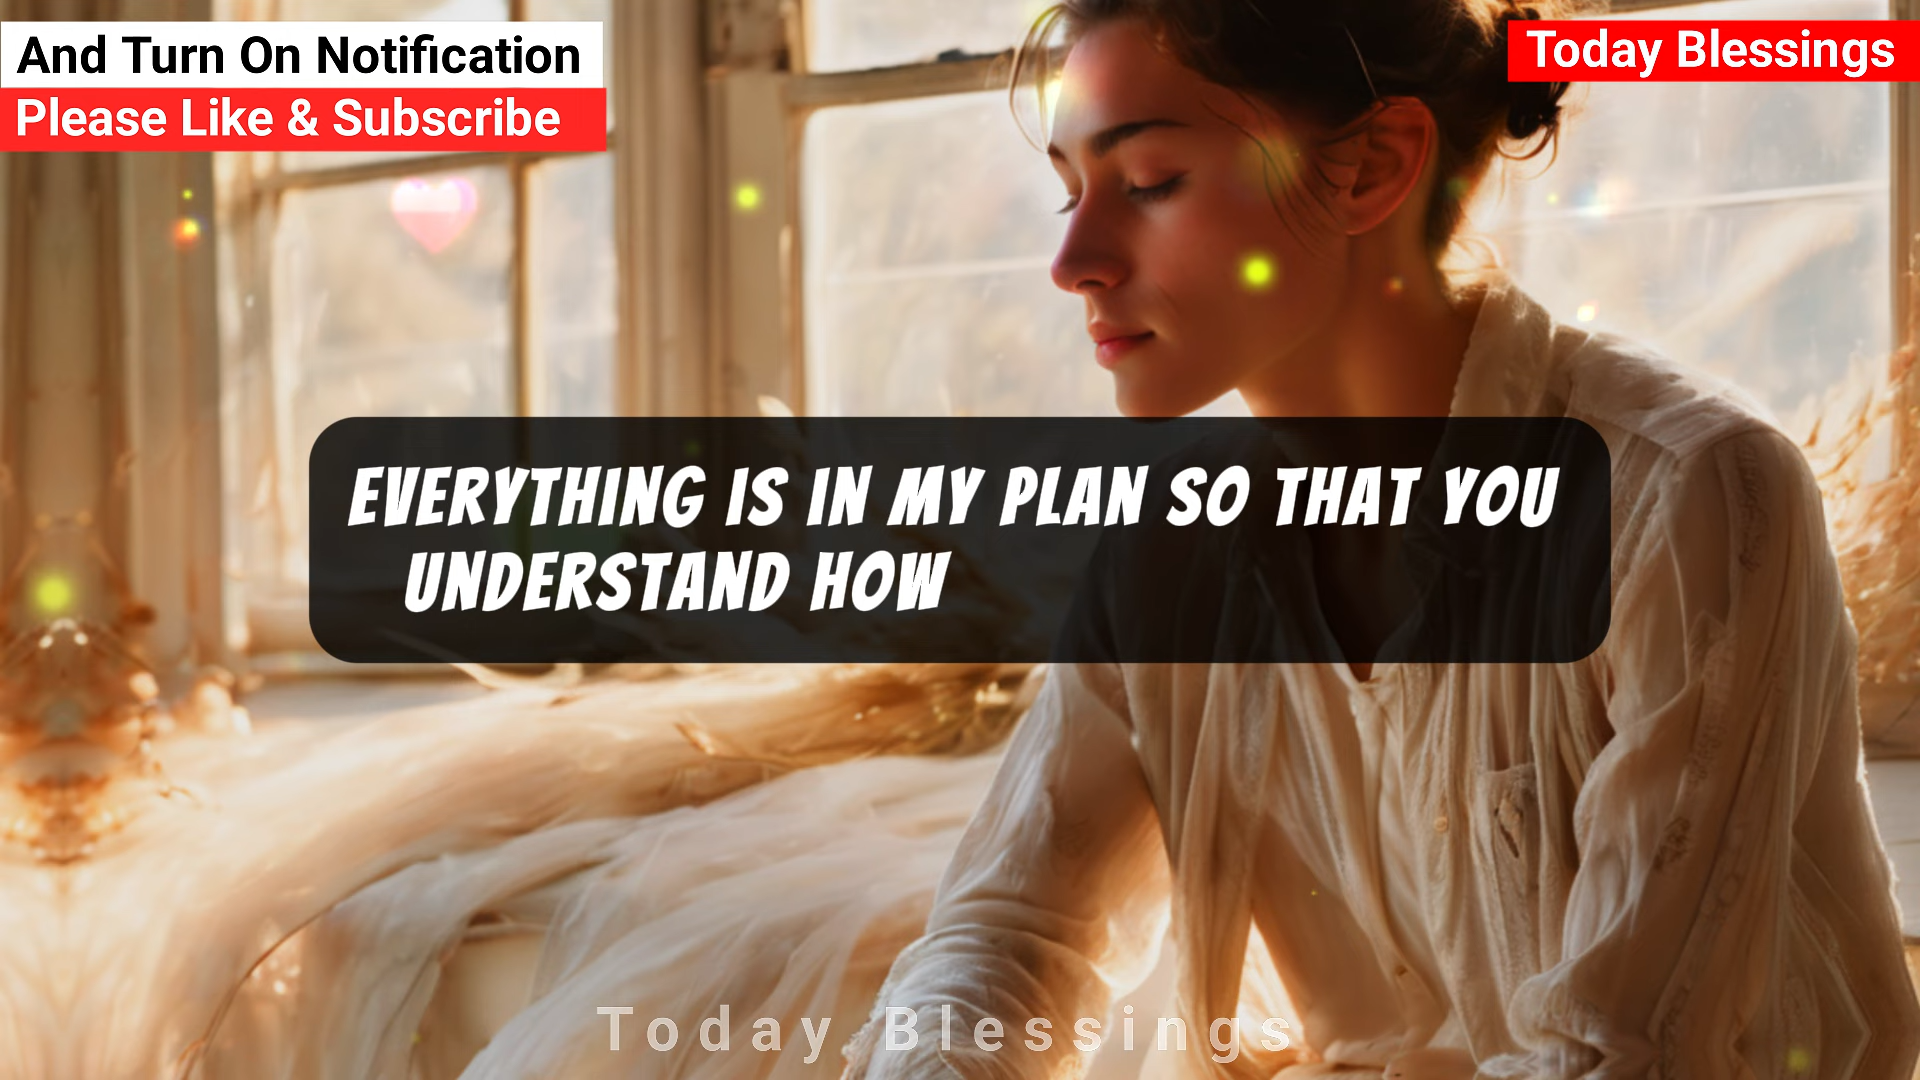 And Turn On Notification
Please Like & Subscribe
Today Blessings
EVERYTHING IS IN MY PLAN SO THAT YOU
UNDERSTAND HOW
Today Blessings